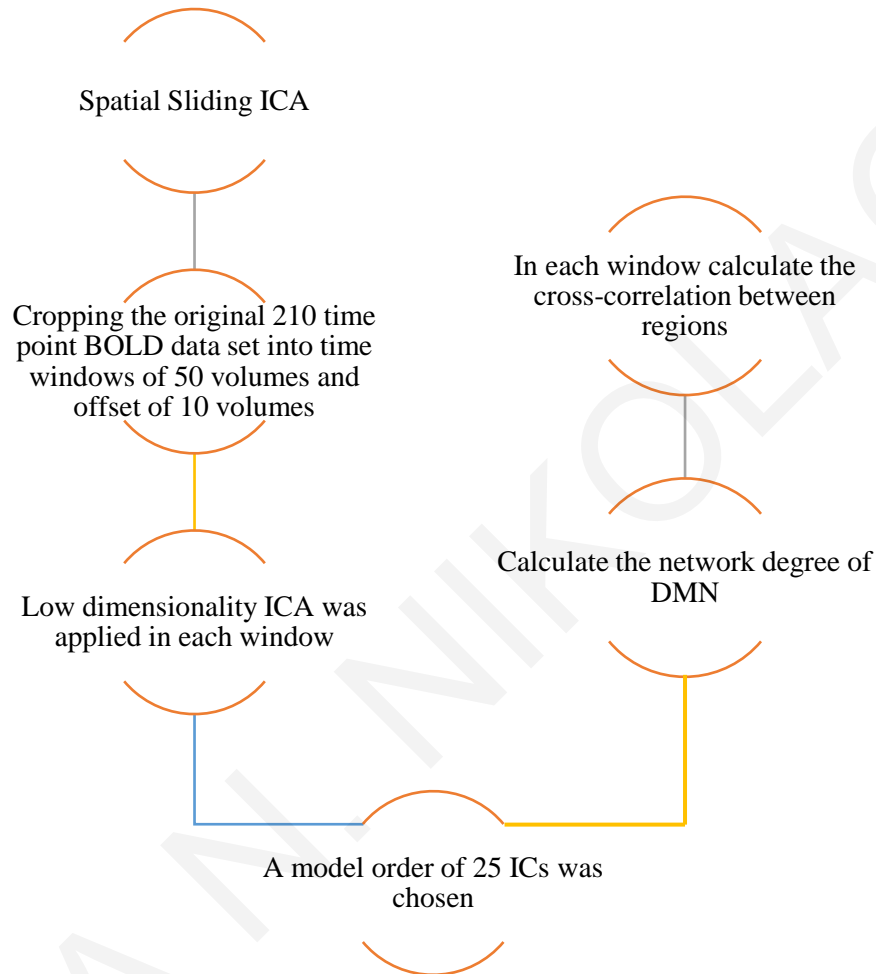 Spatial Sliding ICA
Cropping the original 210 time
point BOLD data set into time
windows of 50 volumes and
offset of 10 volumes
Low dimensionality ICA was
applied in each window
A model order of 25 ICs was
chosen
In each window calculate the
cross-correlation between
regions
Calculate the network degree of
DMN